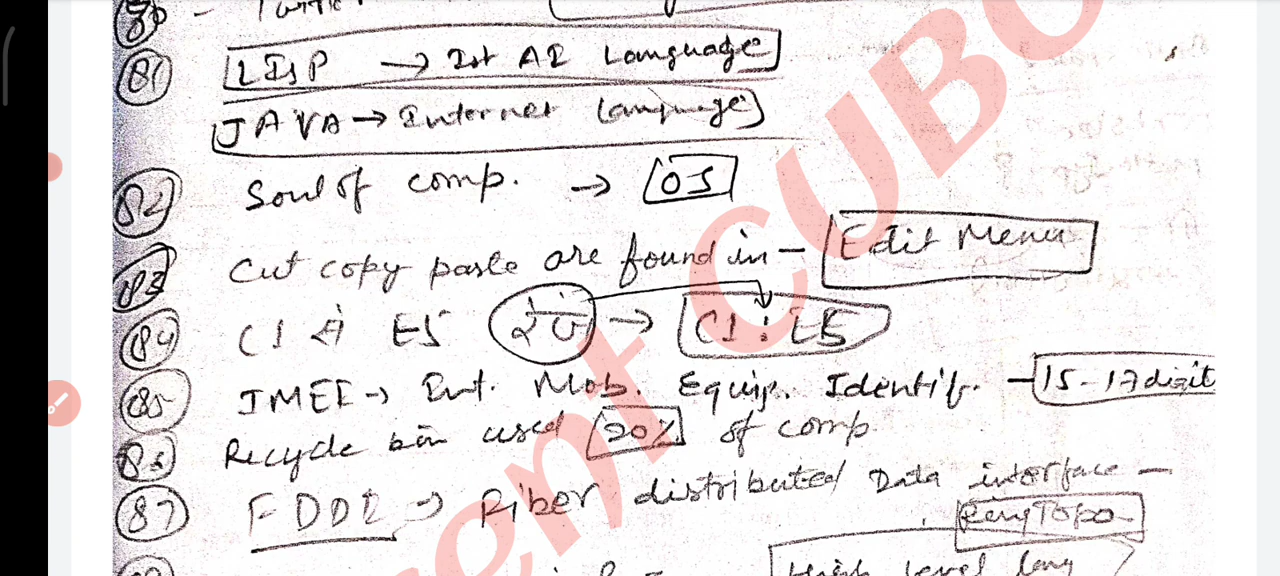 81 LISP → Ist AI Language
JAVA → Internet Language
82 Soul of comp. → OS
83 Cut copy paste are found in - Edit Menu
84 C1 से E5 तक → C1:E5
85 IMEI → Int. Mob. Equip. Identif. - 15-17 digit
86 Recycle bin used 20% of comp
87 FDDI → Fiber distributed Data interface -
Ring Topo
High level lang
CUBO